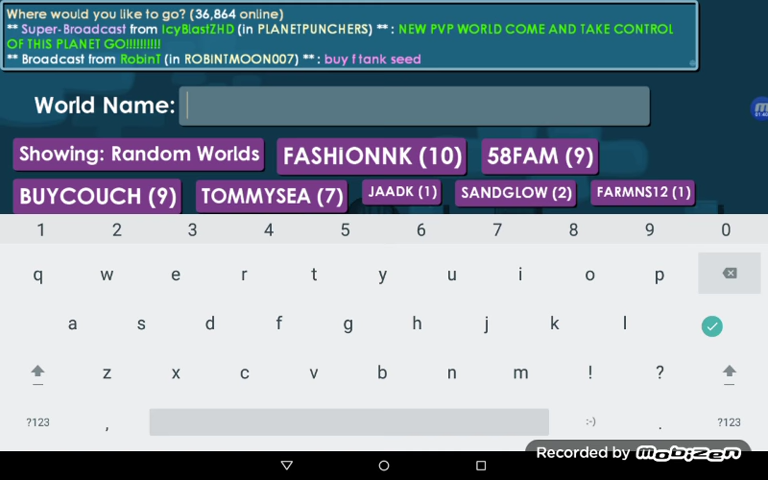 Where would you like to go? (36,864 online)
** Super-Broadcast from IcyBlastZHD (in PLANETPUNCHERS) ** : NEW PVP WORLD COME AND TAKE CONTROL
OF THIS PLANET GO!!!!!!!!!!
** Broadcast from RobinT (in ROBINTMOON007) ** : buy f tank seed
World Name:
Showing: Random Worlds FASHIONNK (10) 58FAM (9)
BUYCOUCH (9) TOMMYSEA (7) JAADK (1) SANDGLOW (2) FARMNS12 (1)
1 2 3 4 5 6 7 8 9 0
q w e r t y u i o p
a s d f g h j k l
z x c v b n m ! ?
?123 , :-) . ?123
Recorded by mobizen